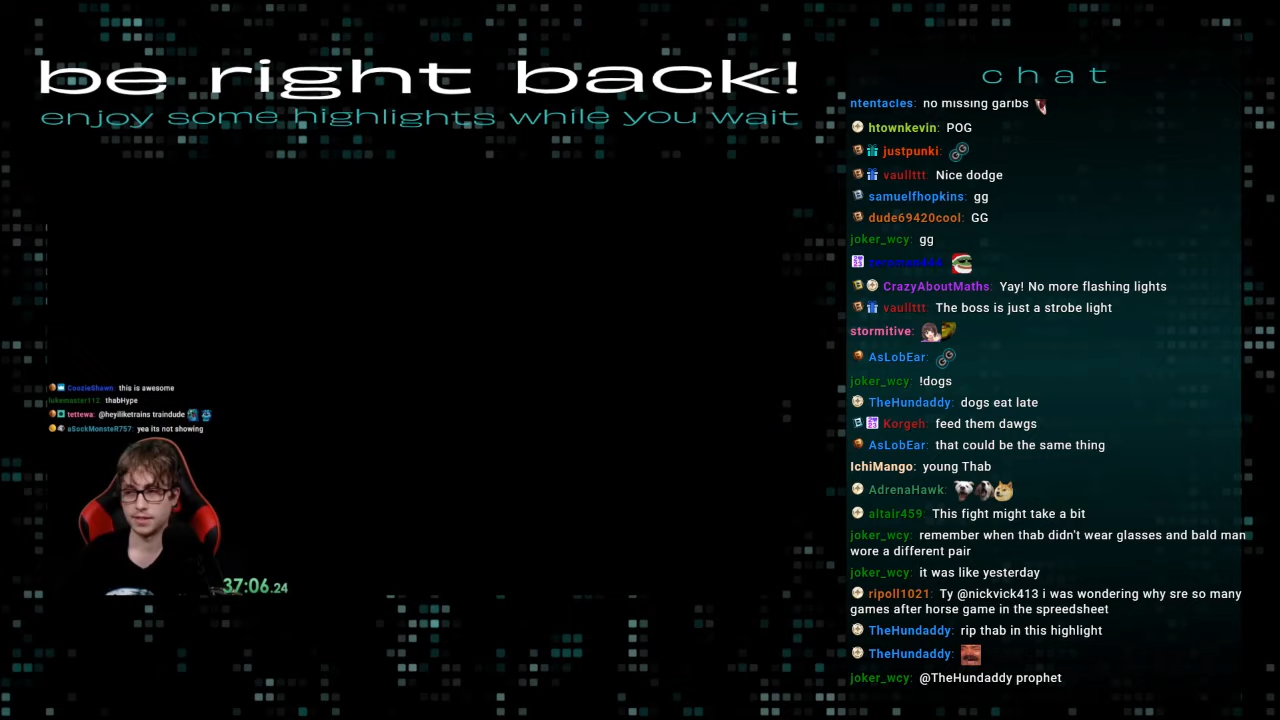 be right back!
enjoy some highlights while you wait
CoozieShawn: this is awesome
lukemaster112: thabHype
tettewa: @heyiliketrains traindude
aSockMonsteR757: yea its not showing
37:06.24
chat
ntentacles: no missing garibs
htownkevin: POG
justpunki:
vaullttt: Nice dodge
samuelfhopkins: gg
dude69420cool: GG
joker_wcy: gg
CrazyAboutMaths: Yay! No more flashing lights
vaullttt: The boss is just a strobe light
stormitive:
AsLobEar:
joker_wcy: !dogs
TheHundaddy: dogs eat late
Korgeh: feed them dawgs
AsLobEar: that could be the same thing
IchiMango: young Thab
AdrenaHawk:
altair459: This fight might take a bit
joker_wcy: remember when thab didn't wear glasses and bald man
wore a different pair
joker_wcy: it was like yesterday
ripoll1021: Ty @nickvick413 i was wondering why sre so many
games after horse game in the spreedsheet
TheHundaddy: rip thab in this highlight
TheHundaddy:
joker_wcy: @TheHundaddy prophet